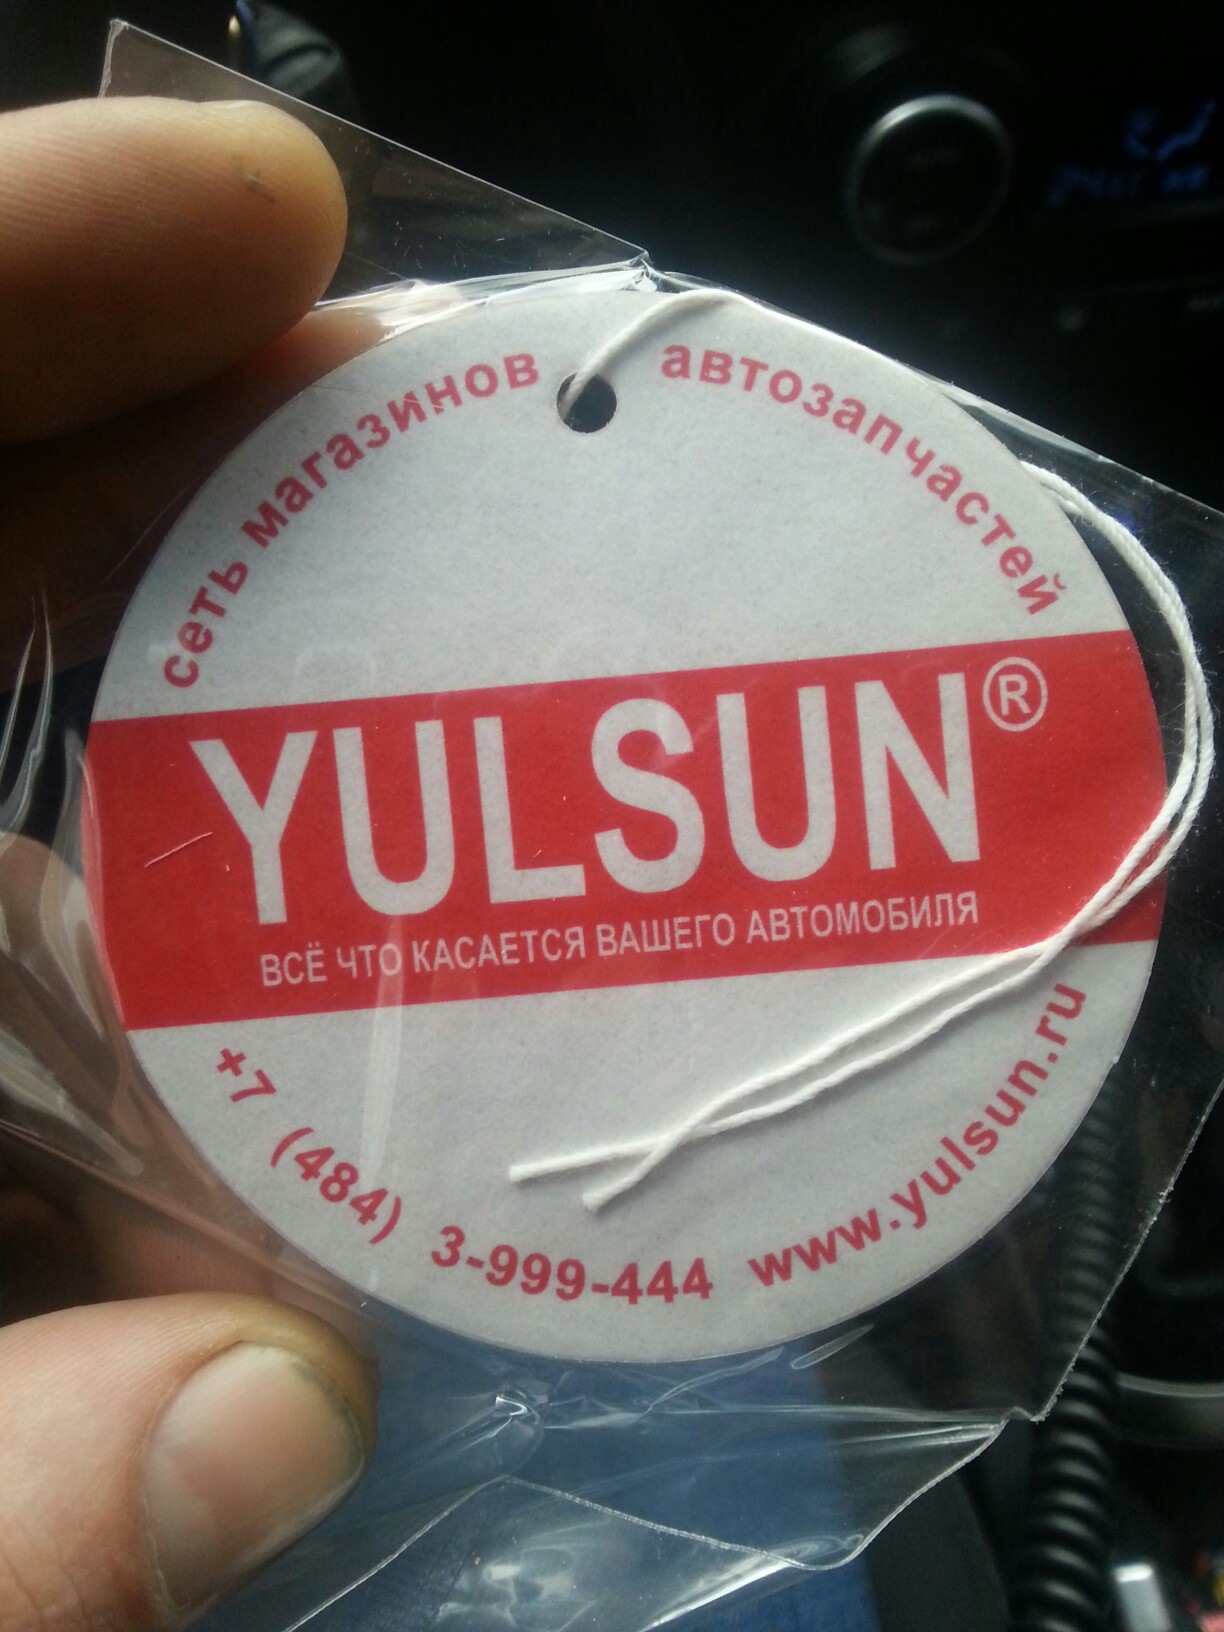 сеть магазинов автозапчастей
YULSUN®
ВСЁ ЧТО КАСАЕТСЯ ВАШЕГО АВТОМОБИЛЯ
+7 (484) 3-999-444 www.yulsun.ru